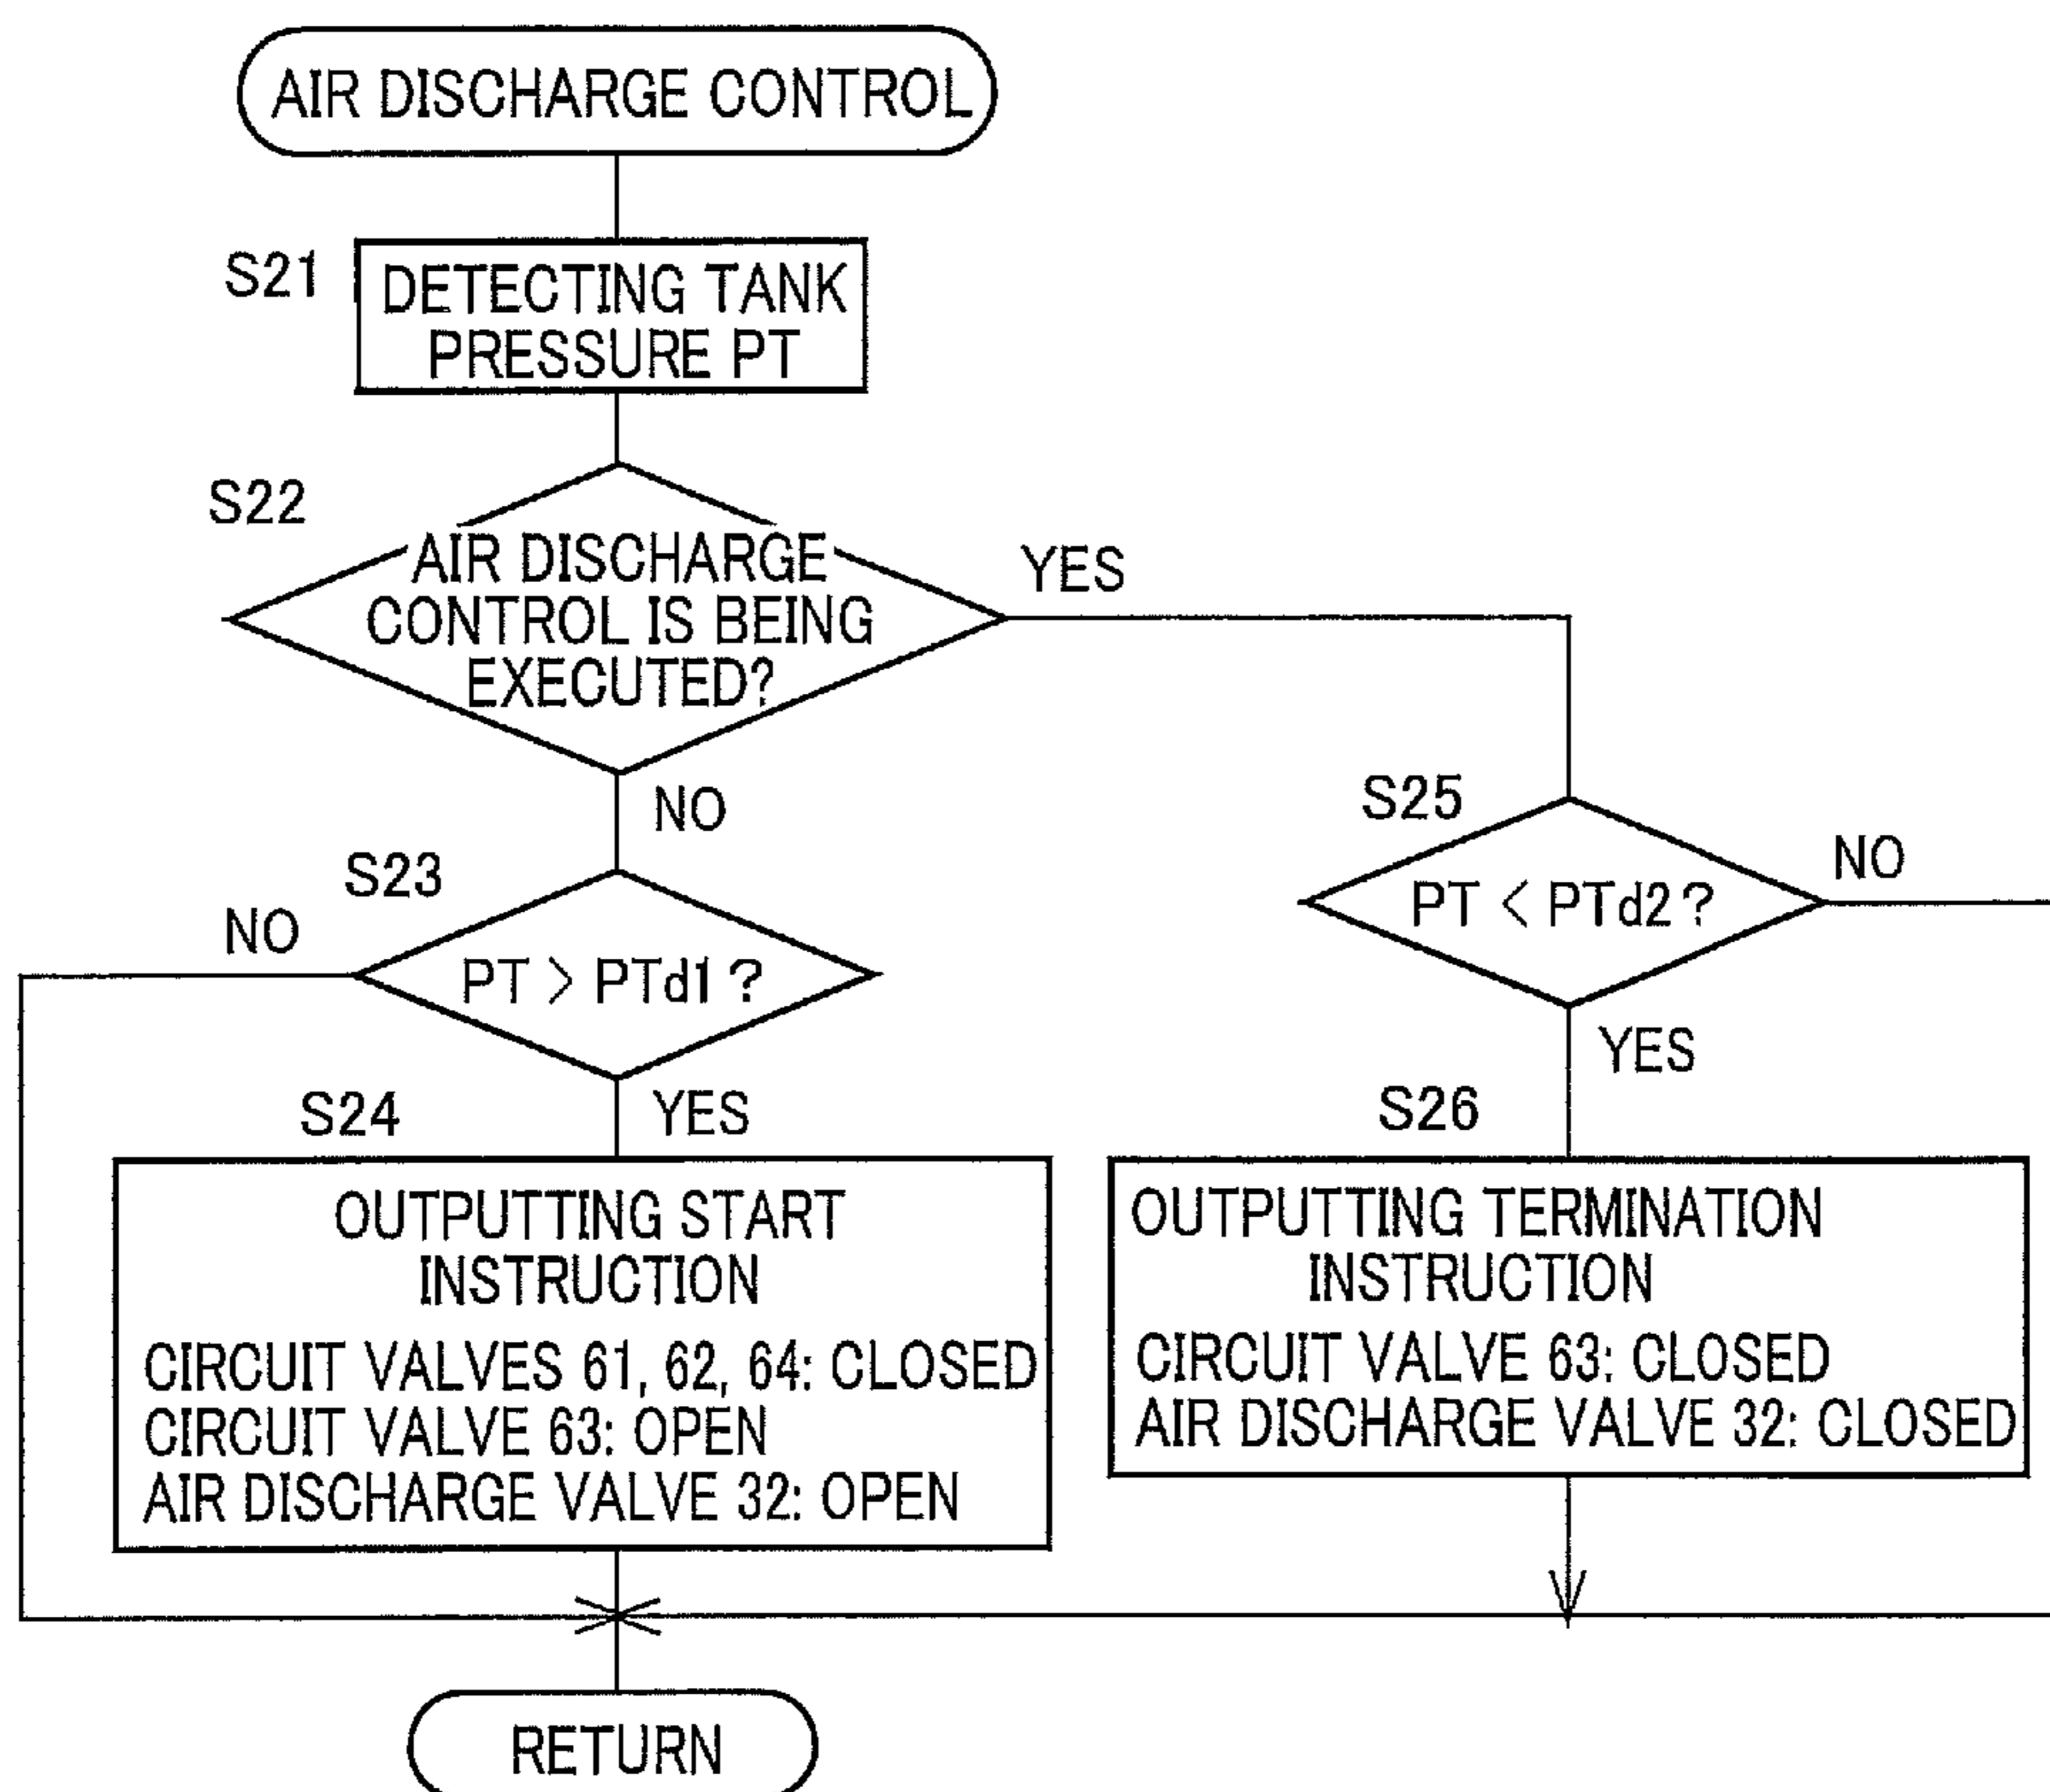 AIR DISCHARGE CONTROL
S21
DETECTING TANK
PRESSURE PT
S22
AIR DISCHARGE
CONTROL IS BEING
EXECUTED?
YES
NO
S23
NO
PT > PTd1 ?
YES
S24
OUTPUTTING START
INSTRUCTION
CIRCUIT VALVES 61, 62, 64: CLOSED
CIRCUIT VALVE 63: OPEN
AIR DISCHARGE VALVE 32: OPEN
S25
PT < PTd2 ?
NO
YES
S26
OUTPUTTING TERMINATION
INSTRUCTION
CIRCUIT VALVE 63: CLOSED
AIR DISCHARGE VALVE 32: CLOSED
RETURN